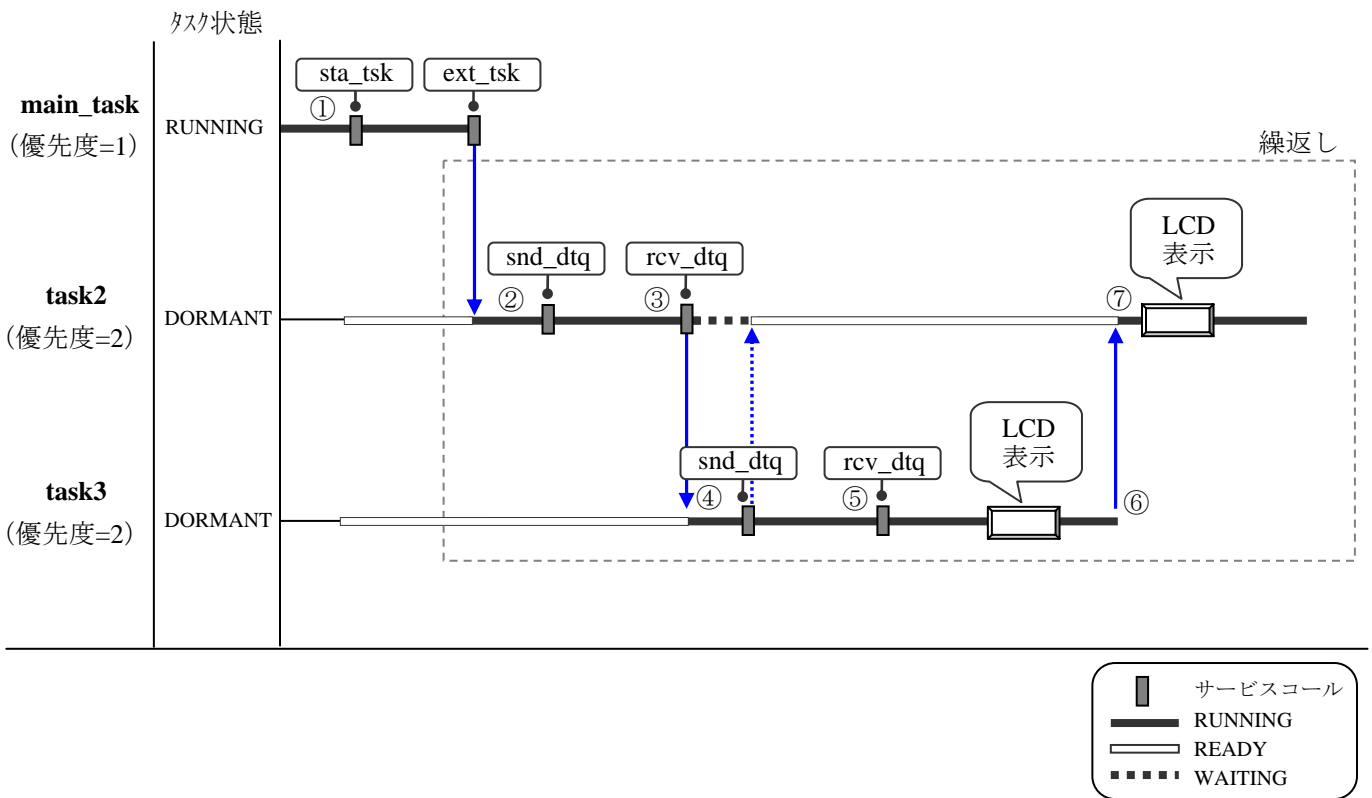 ﾀｽｸ状態
sta_tsk
ext_tsk
main_task
(優先度=1)
RUNNING
①
繰返し
LCD
表示
snd_dtq
rcv_dtq
task2
(優先度=2)
DORMANT
②
③
⑦
LCD
表示
snd_dtq
rcv_dtq
task3
(優先度=2)
DORMANT
④
⑤
⑥
サービスコール
RUNNING
READY
WAITING